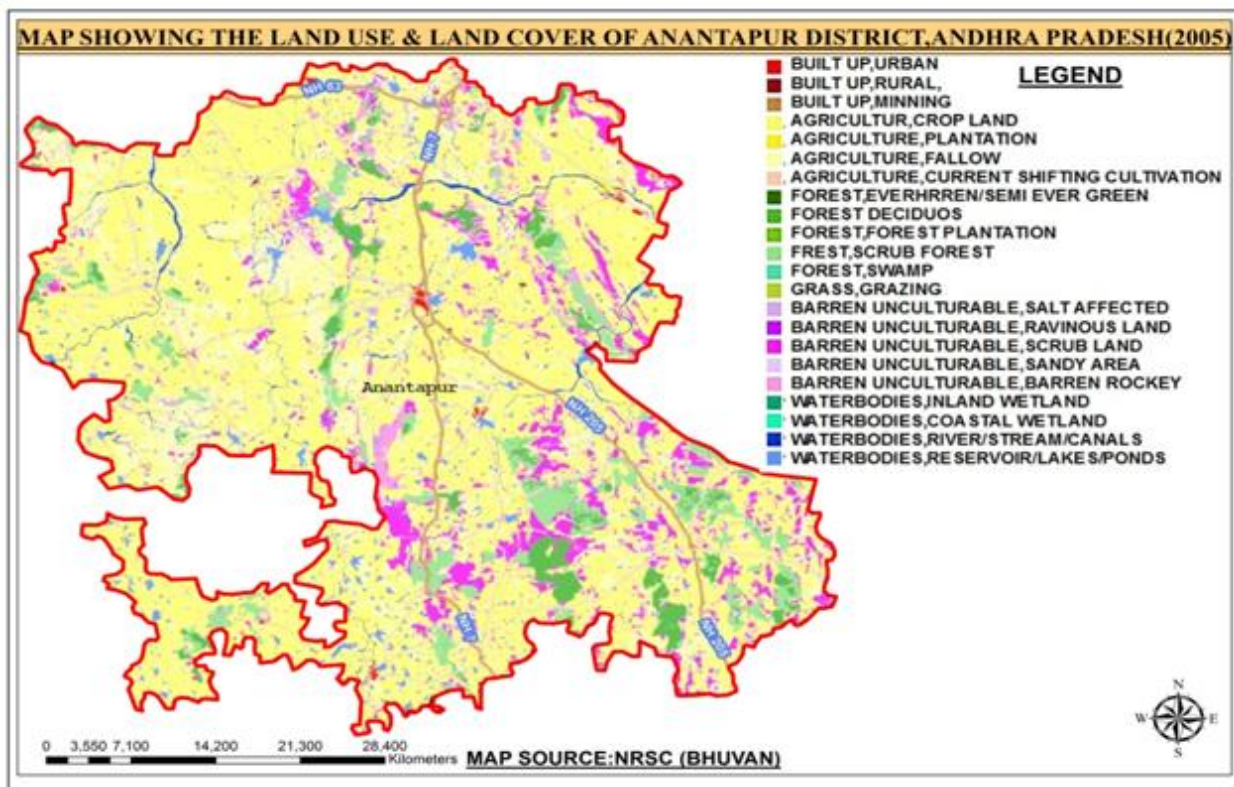 MAP SHOWING THE LAND USE & LAND COVER OF ANANTAPUR DISTRICT,ANDHRA PRADESH(2005)
LEGEND
BUILT UP,URBAN
BUILT UP,RURAL,
BUILT UP,MINNING
AGRICULTUR,CROP LAND
AGRICULTURE,PLANTATION
AGRICULTURE,FALLOW
AGRICULTURE,CURRENT SHIFTING CULTIVATION
FOREST,EVERHRREN/SEMI EVER GREEN
FOREST DECIDUOS
FOREST,FOREST PLANTATION
FREST,SCRUB FOREST
FOREST,SWAMP
GRASS,GRAZING
BARREN UNCULTURABLE,SALT AFFECTED
BARREN UNCULTURABLE,RAVINOUS LAND
BARREN UNCULTURABLE,SCRUB LAND
BARREN UNCULTURABLE,SANDY AREA
BARREN UNCULTURABLE,BARREN ROCKEY
WATERBODIES,INLAND WETLAND
WATERBODIES,COASTAL WETLAND
WATERBODIES,RIVER/STREAM/CANALS
WATERBODIES,RESERVOIR/LAKES/PONDS
NH 63
NH 7
Anantapur
NH 205
NH 7
NH 205
N
W E
S
0 3,550 7,100 14,200 21,300 28,400
Kilometers
MAP SOURCE:NRSC (BHUVAN)